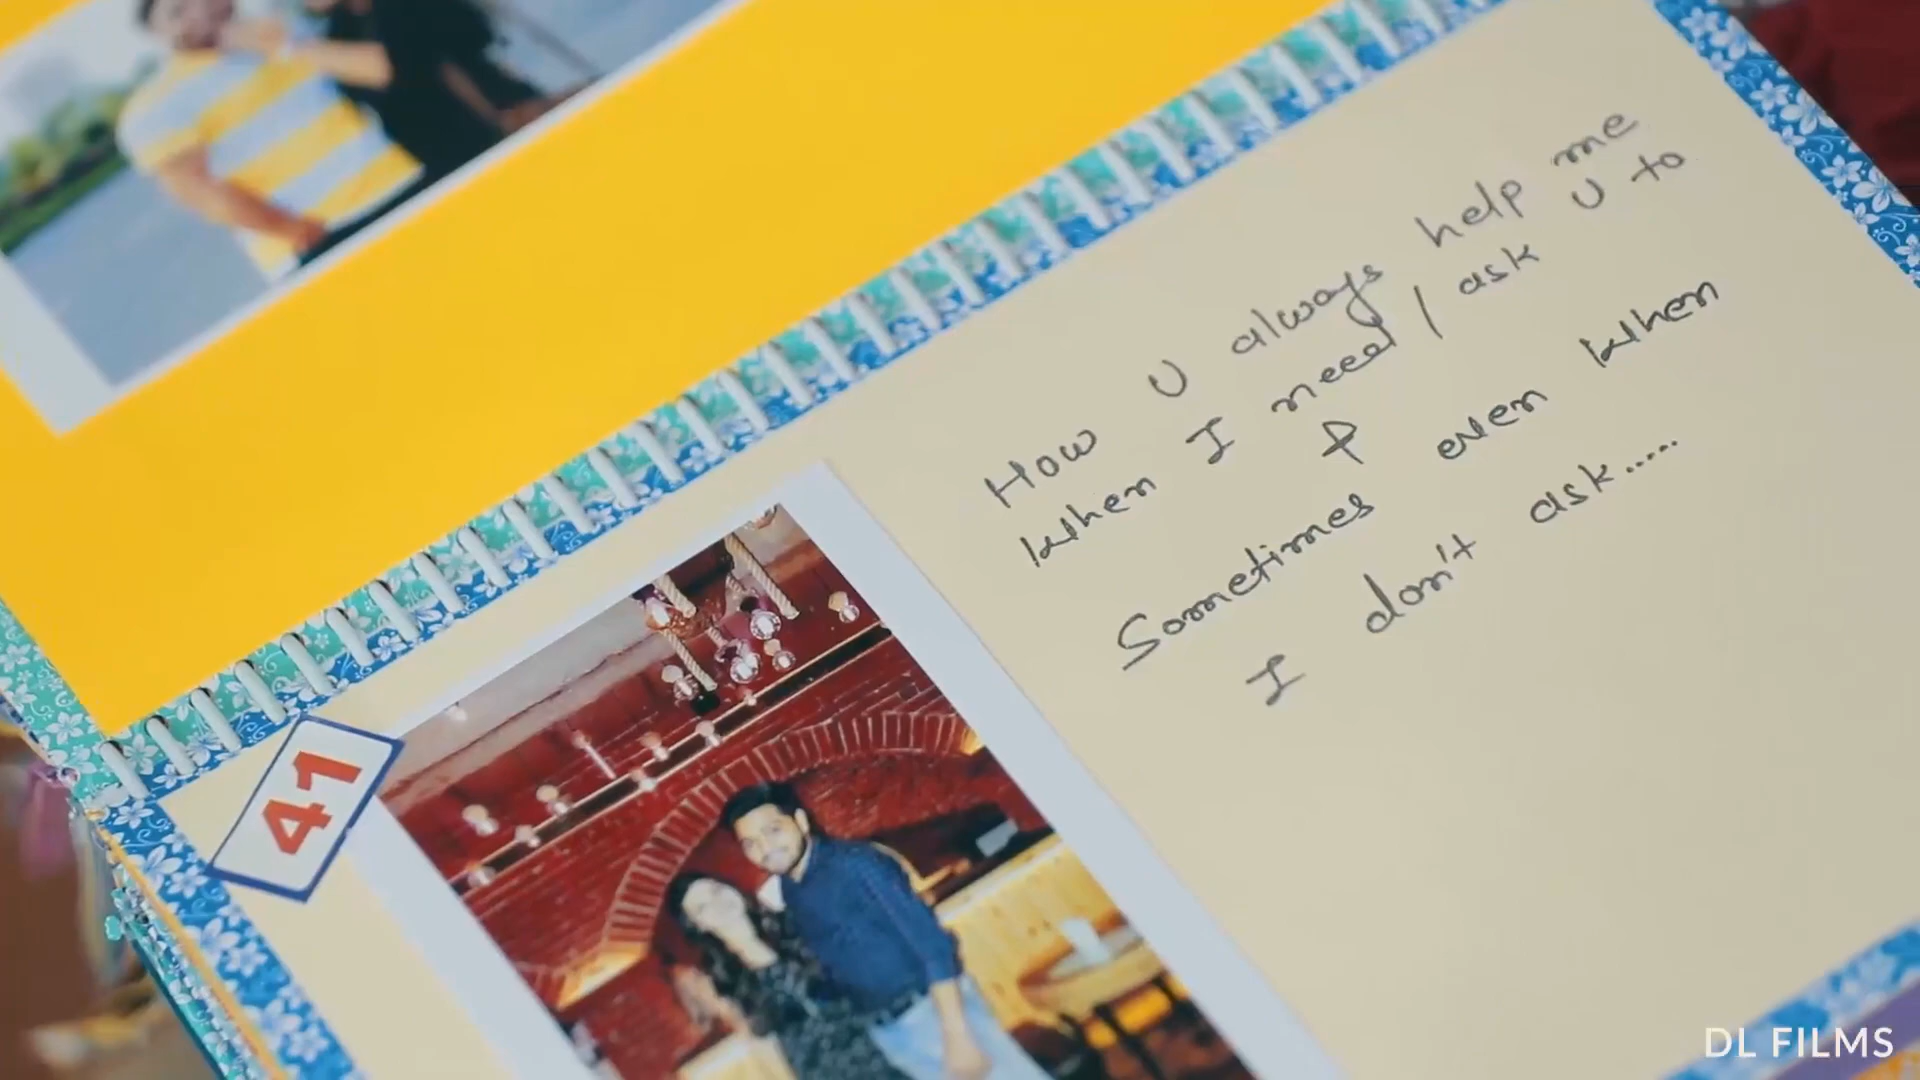 How U always help me
When I need, ask U to
&
Sometimes even when
I don't ask.....
41
DL FILMS